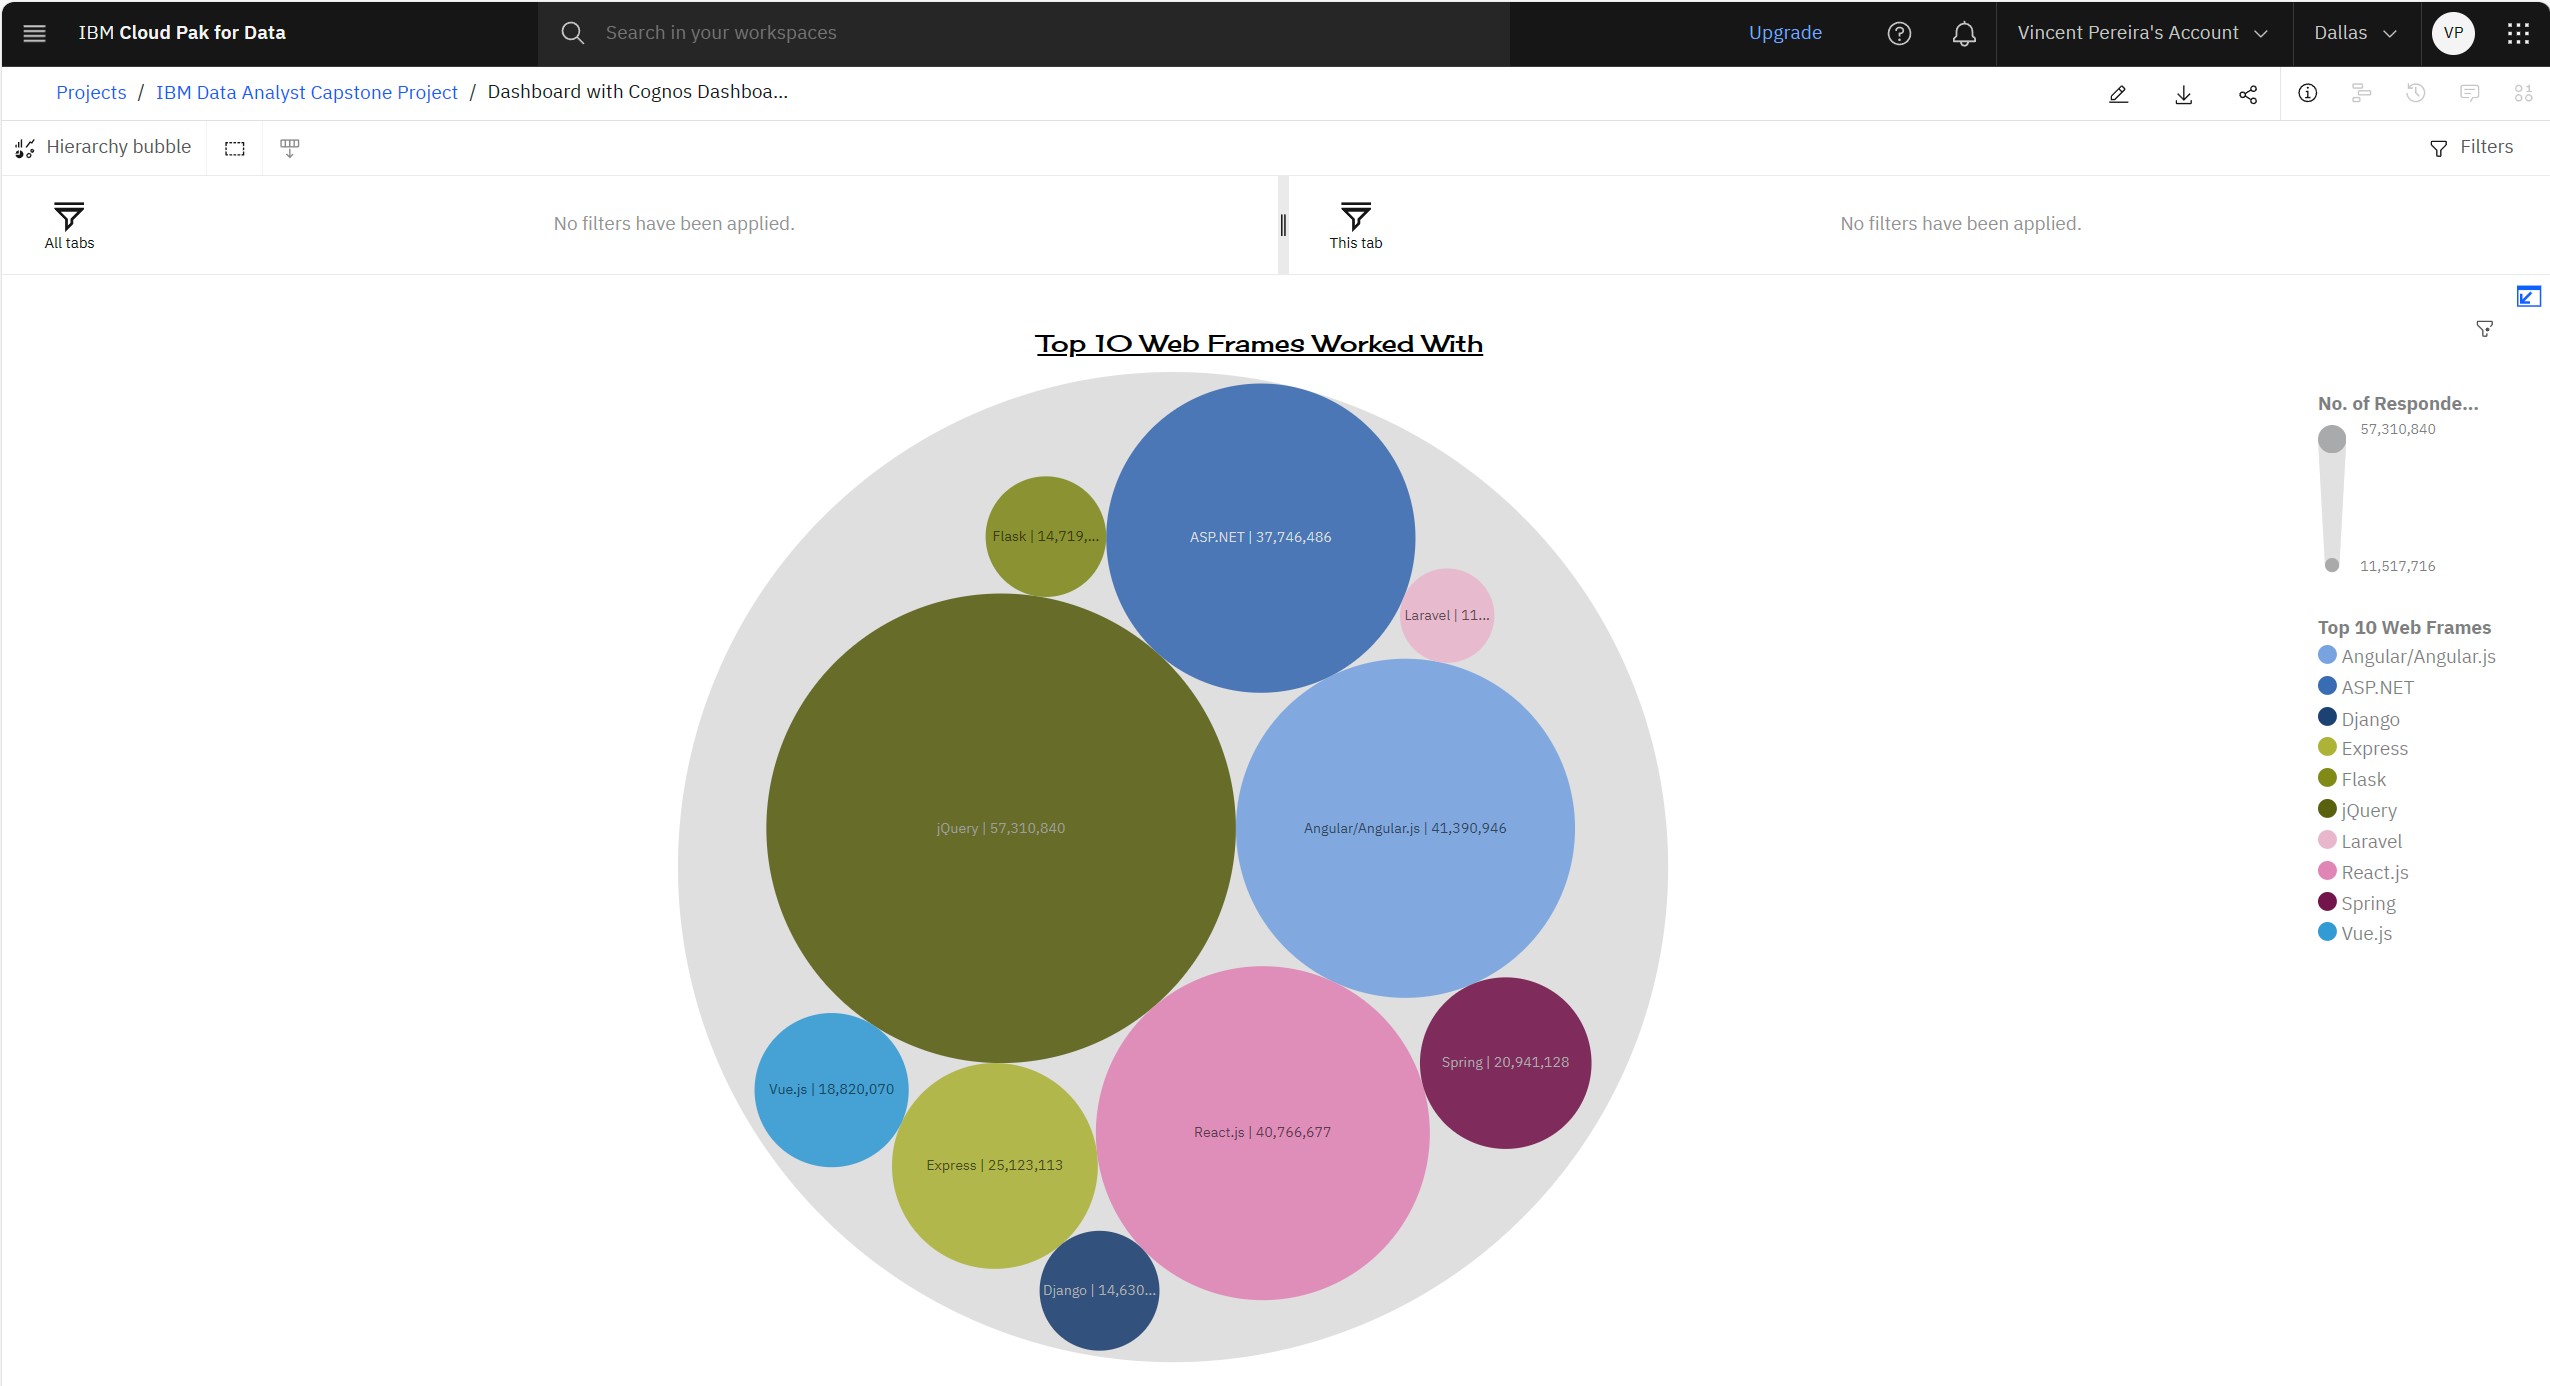 IBM Cloud Pak for Data
Search in your workspaces
Upgrade
Vincent Pereira's Account
Dallas
VP
Projects / IBM Data Analyst Capstone Project / Dashboard with Cognos Dashboa...
Hierarchy bubble
Filters
All tabs
No filters have been applied.
This tab
No filters have been applied.
Top 10 Web Frames Worked With
Flask | 14,719,...
ASP.NET | 37,746,486
Laravel | 11...
jQuery | 57,310,840
Angular/Angular.js | 41,390,946
Vue.js | 18,820,070
Express | 25,123,113
React.js | 40,766,677
Spring | 20,941,128
Django | 14,630...
No. of Responde...
57,310,840
11,517,716
Top 10 Web Frames
Angular/Angular.js
ASP.NET
Django
Express
Flask
jQuery
Laravel
React.js
Spring
Vue.js